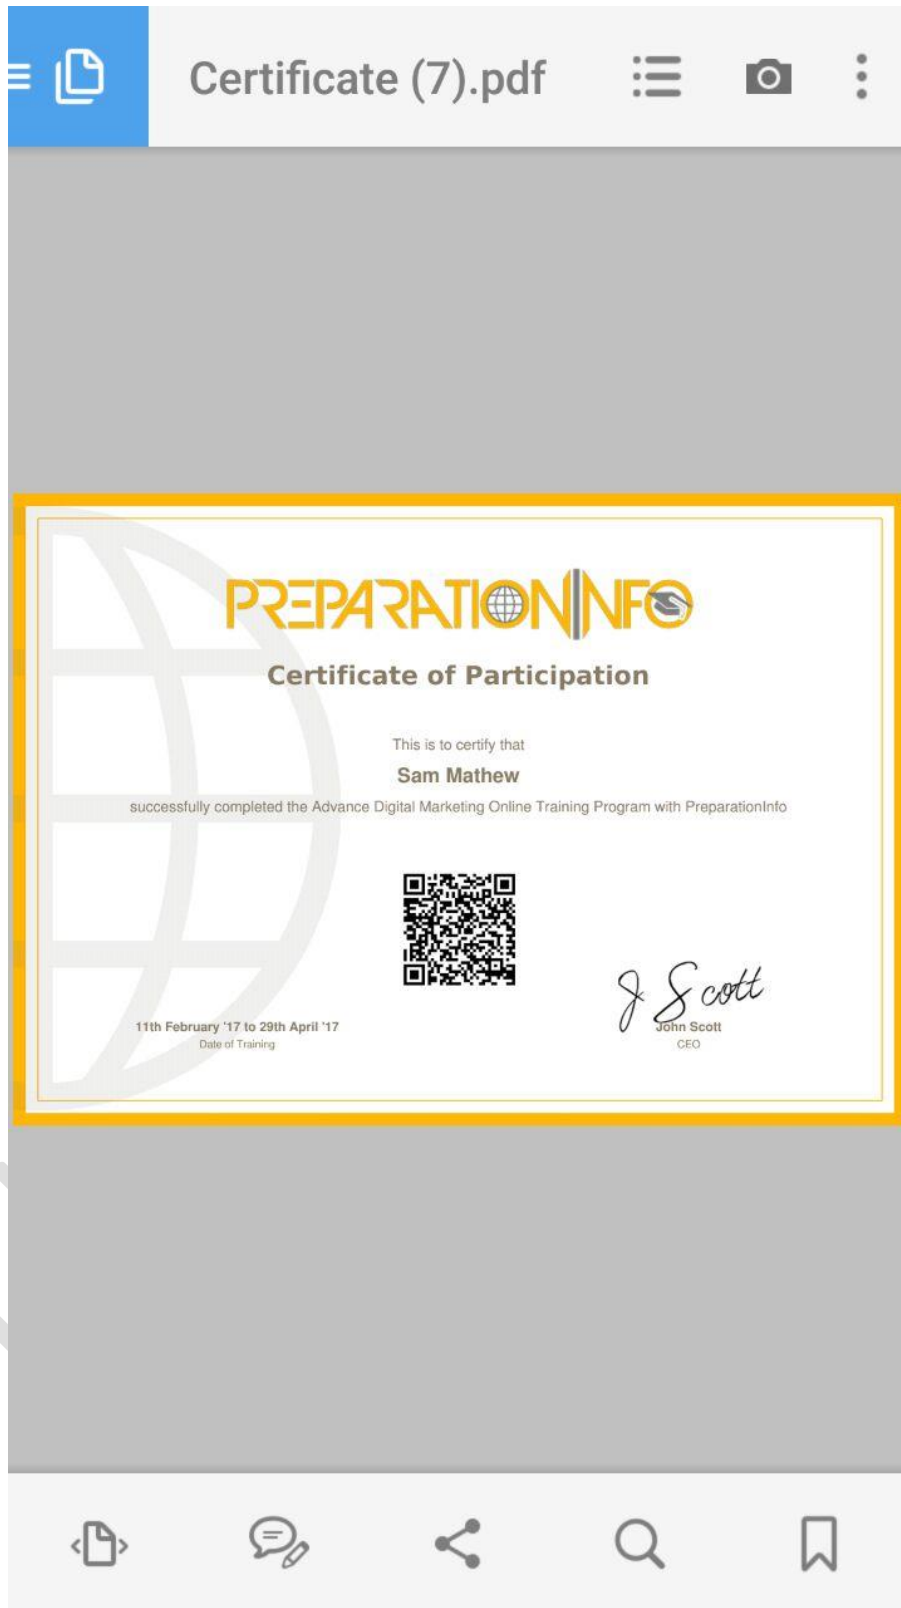 Certificate (7).pdf
PREPARATIONINFO
Certificate of Participation
This is to certify that
Sam Mathew
successfully completed the Advance Digital Marketing Online Training Program with PreparationInfo
J Scott
11th February '17 to 29th April '17
John Scott
Date of Training
CEO